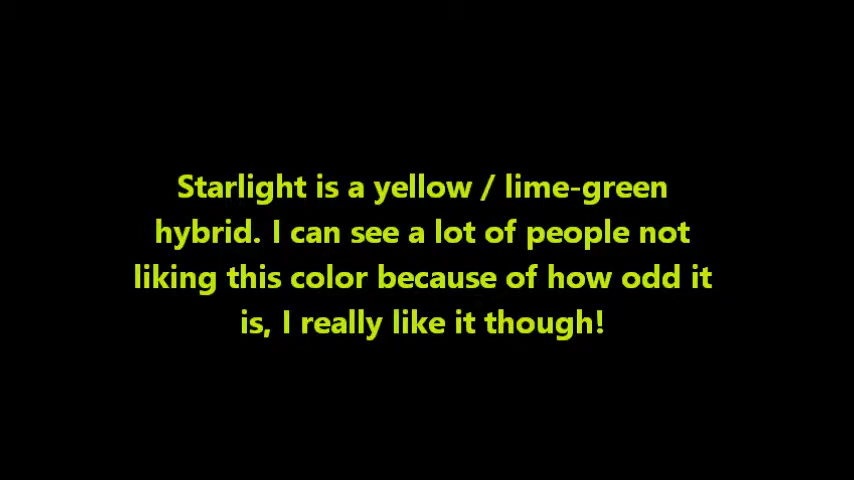 Starlight is a yellow / lime-green
hybrid. I can see a lot of people not
liking this color because of how odd it
is, I really like it though!